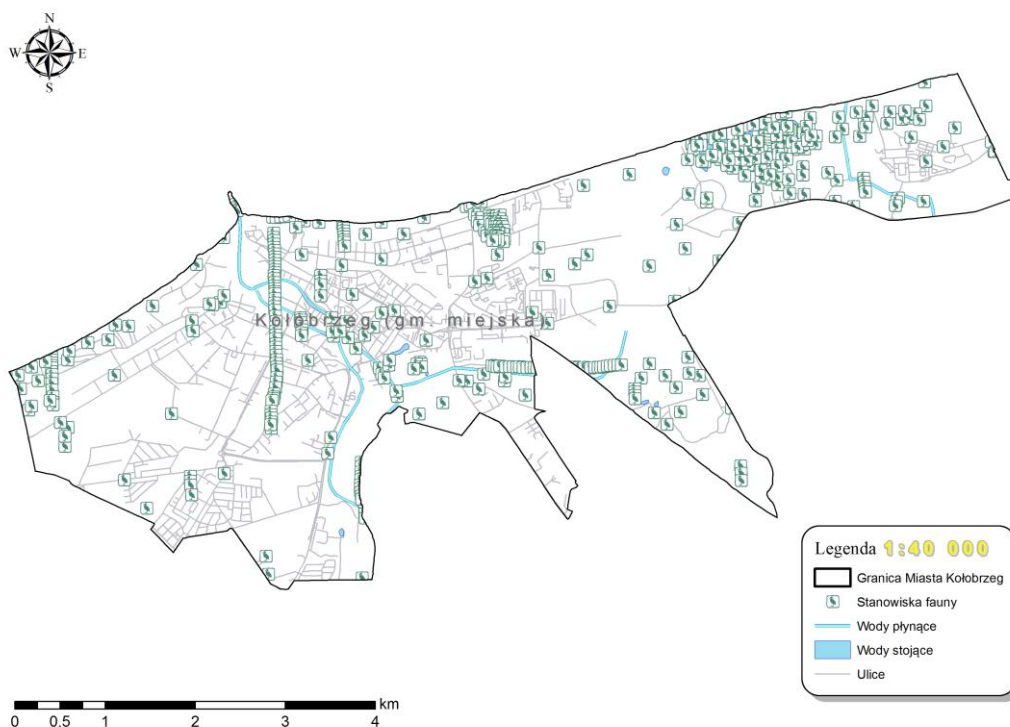 N
W E
S
Kołobrzeg (gm. miejska)
Legenda 1:40 000
Granica Miasta Kołobrzeg
Stanowiska fauny
Wody płynące
Wody stojące
Ulice
km
0 0.5 1 2 3 4